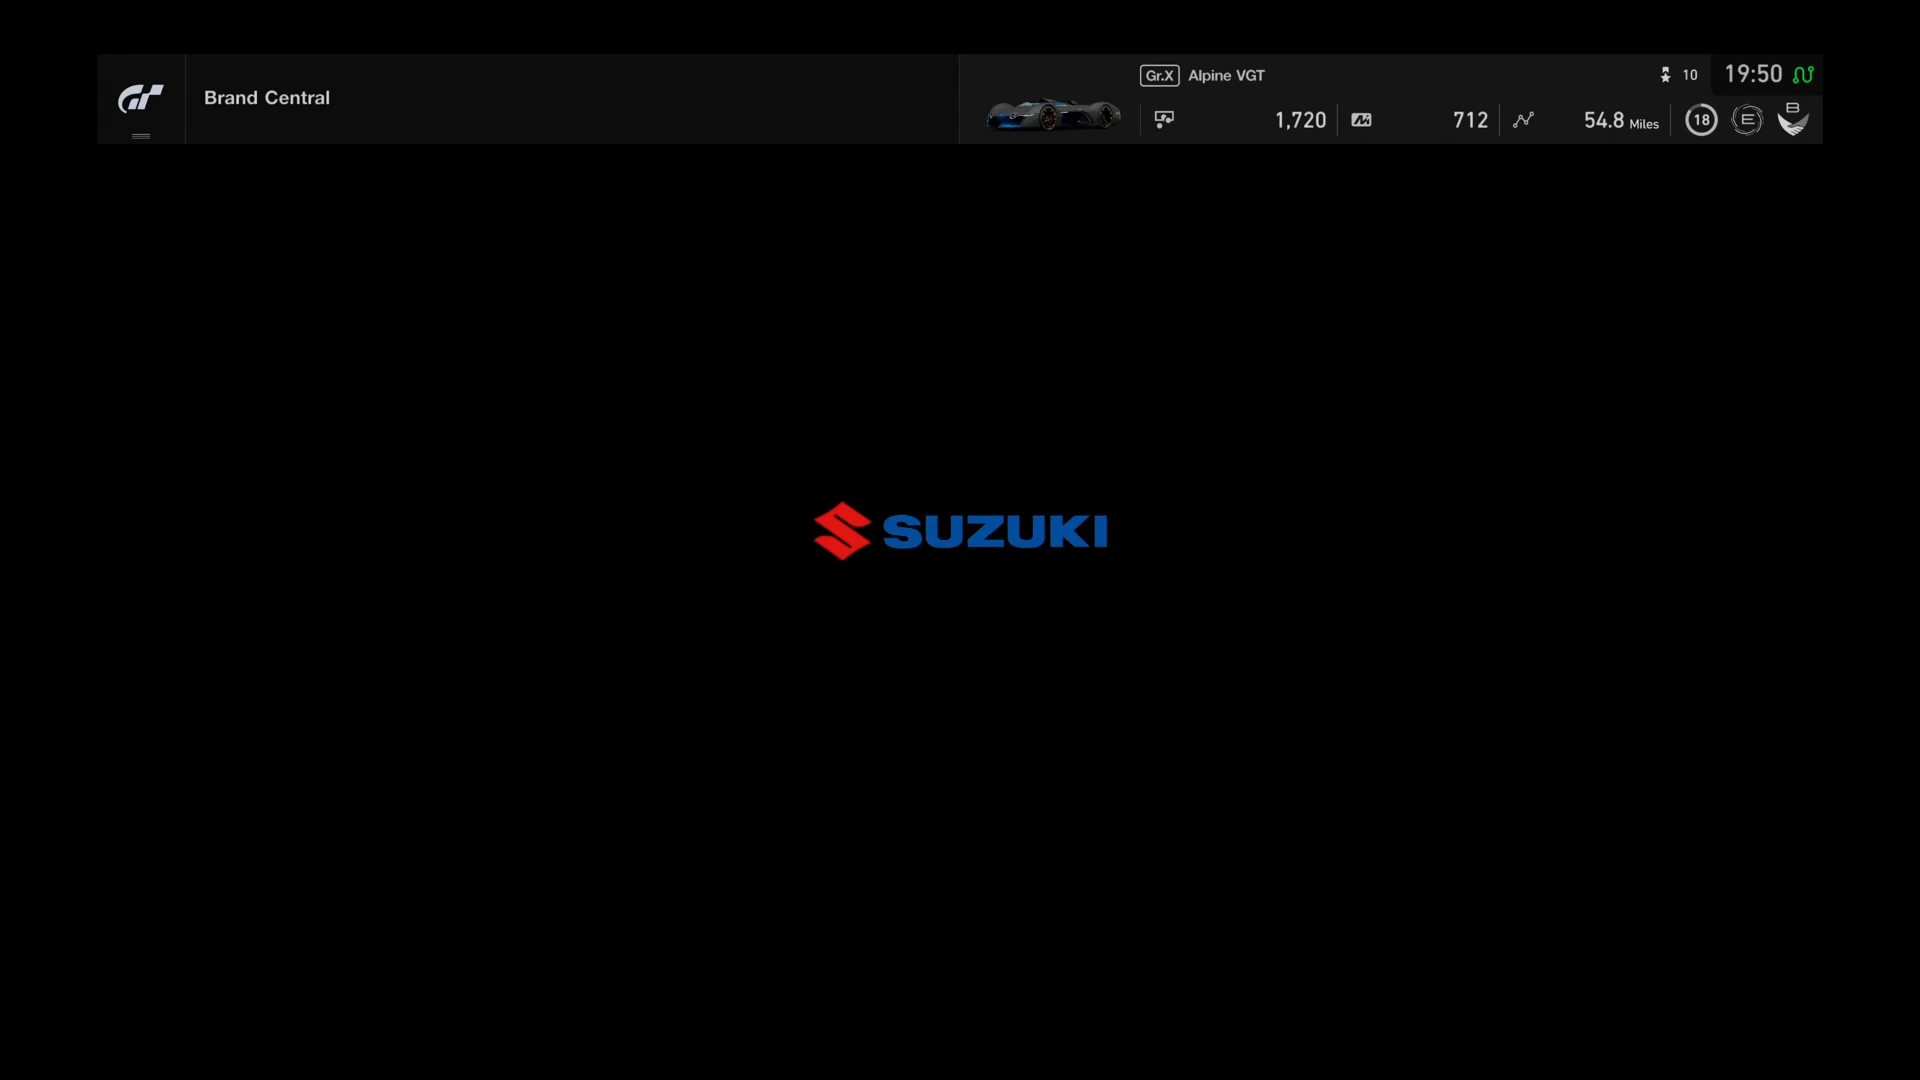 Brand Central
Gr.X Alpine VGT
10
19:50
1,720
712
54.8 Miles
18
E
B
SUZUKI